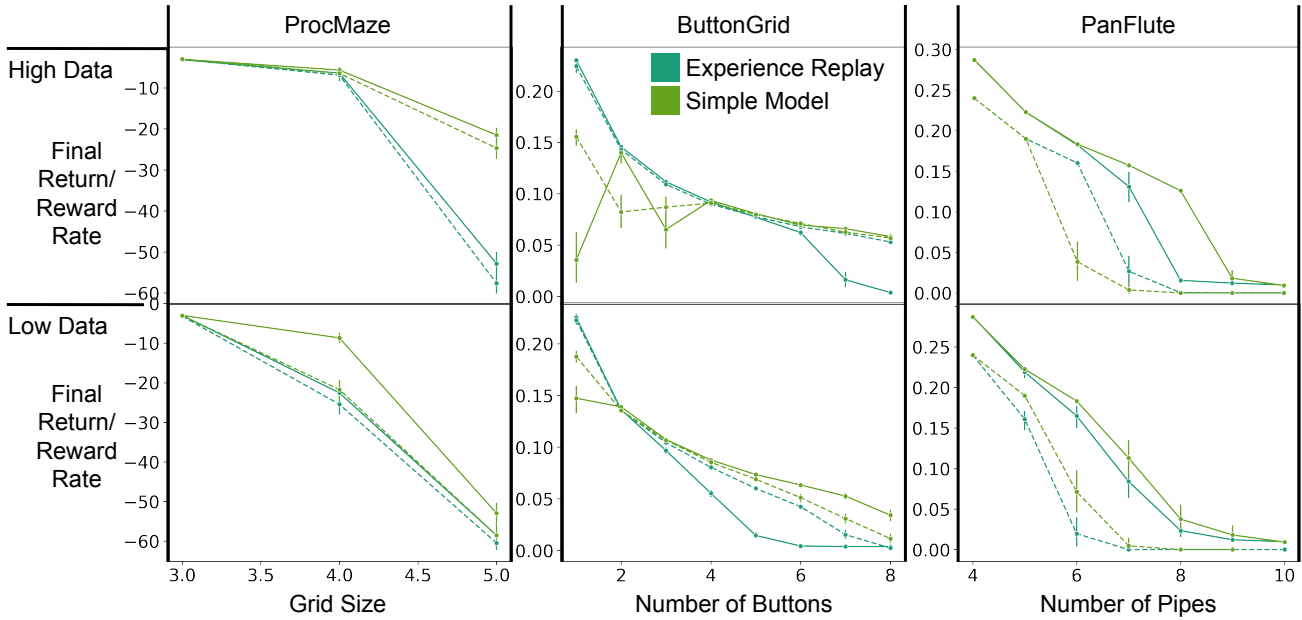 ProcMaze ButtonGrid PanFlute
High Data
Final
Return/
Reward
Rate
−10
−20
−30
−40
−50
−60
0.20
0.15
0.10
0.05
0.00
Experience Replay
Simple Model
0.30
0.25
0.20
0.15
0.10
0.05
0.00
Low Data
Final
Return/
Reward
Rate
0
−10
−20
−30
−40
−50
−60
0.20
0.15
0.10
0.05
0.00
0.25
0.20
0.15
0.10
0.05
0.00
3.0 3.5 4.0 4.5 5.0
2 4 6 8
4 6 8 10
Grid Size Number of Buttons Number of Pipes